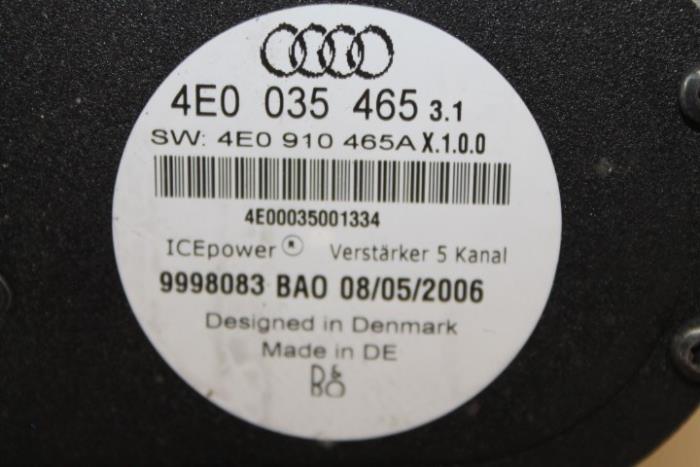 4E0 035 465 3.1
SW: 4E0 910 465A X.1.0.0
4E00035001334
ICEpower ® Verstärker 5 Kanal
9998083 BAO 08/05/2006
Designed in Denmark
Made in DE
B&O